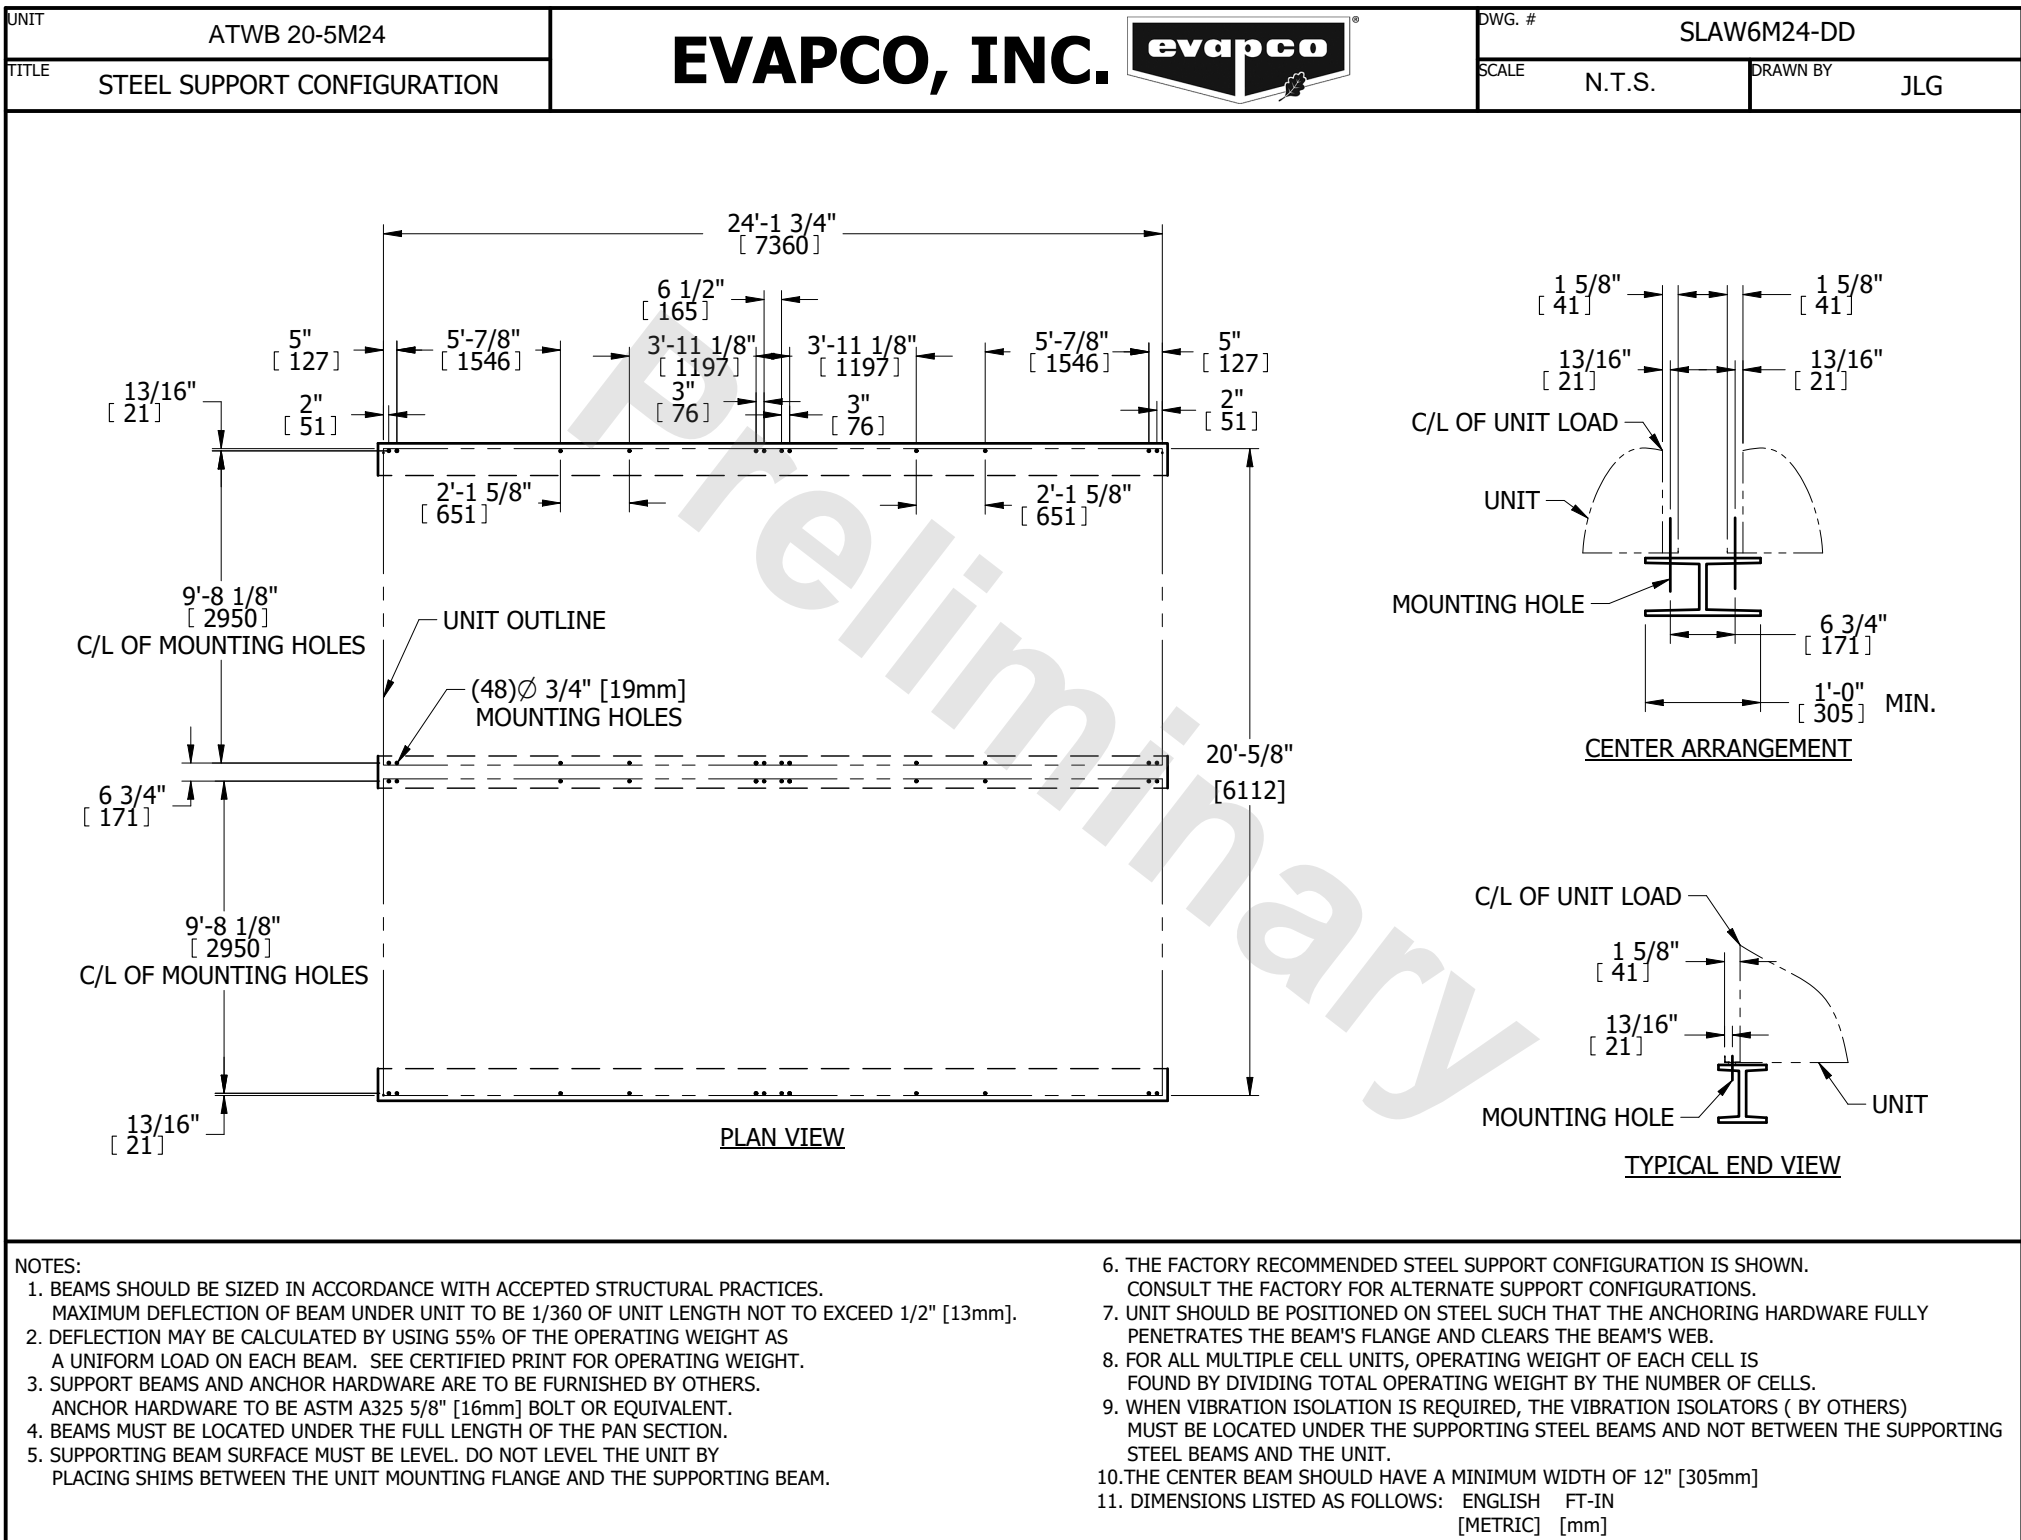 UNIT
ATWB 20-5M24
TITLE
STEEL SUPPORT CONFIGURATION
EVAPCO, INC.
evapco
®
DWG. #
SLAW6M24-DD
SCALE
N.T.S.
DRAWN BY
JLG
24'-1 3/4"
[ 7360]
6 1/2"
[ 165]
5"
[ 127]
5'-7/8"
[ 1546]
3'-11 1/8"
[ 1197]
3'-11 1/8"
[ 1197]
5'-7/8"
[ 1546]
5"
[ 127]
13/16"
[ 21]
2"
[ 51]
3"
[ 76]
3"
[ 76]
2"
[ 51]
2'-1 5/8"
[ 651]
2'-1 5/8"
[ 651]
9'-8 1/8"
[ 2950]
C/L OF MOUNTING HOLES
UNIT OUTLINE
(48)Ø 3/4" [19mm]
MOUNTING HOLES
6 3/4"
[ 171]
20'-5/8"
[6112]
9'-8 1/8"
[ 2950]
C/L OF MOUNTING HOLES
13/16"
[ 21]
PLAN VIEW
Preliminary
1 5/8"
[ 41]
1 5/8"
[ 41]
13/16"
[ 21]
13/16"
[ 21]
C/L OF UNIT LOAD
UNIT
MOUNTING HOLE
6 3/4"
[ 171]
1'-0"
[ 305]
MIN.
CENTER ARRANGEMENT
C/L OF UNIT LOAD
1 5/8"
[ 41]
13/16"
[ 21]
MOUNTING HOLE
UNIT
TYPICAL END VIEW
NOTES:
1. BEAMS SHOULD BE SIZED IN ACCORDANCE WITH ACCEPTED STRUCTURAL PRACTICES.
MAXIMUM DEFLECTION OF BEAM UNDER UNIT TO BE 1/360 OF UNIT LENGTH NOT TO EXCEED 1/2" [13mm].
2. DEFLECTION MAY BE CALCULATED BY USING 55% OF THE OPERATING WEIGHT AS
A UNIFORM LOAD ON EACH BEAM. SEE CERTIFIED PRINT FOR OPERATING WEIGHT.
3. SUPPORT BEAMS AND ANCHOR HARDWARE ARE TO BE FURNISHED BY OTHERS.
ANCHOR HARDWARE TO BE ASTM A325 5/8" [16mm] BOLT OR EQUIVALENT.
4. BEAMS MUST BE LOCATED UNDER THE FULL LENGTH OF THE PAN SECTION.
5. SUPPORTING BEAM SURFACE MUST BE LEVEL. DO NOT LEVEL THE UNIT BY
PLACING SHIMS BETWEEN THE UNIT MOUNTING FLANGE AND THE SUPPORTING BEAM.
6. THE FACTORY RECOMMENDED STEEL SUPPORT CONFIGURATION IS SHOWN.
CONSULT THE FACTORY FOR ALTERNATE SUPPORT CONFIGURATIONS.
7. UNIT SHOULD BE POSITIONED ON STEEL SUCH THAT THE ANCHORING HARDWARE FULLY
PENETRATES THE BEAM'S FLANGE AND CLEARS THE BEAM'S WEB.
8. FOR ALL MULTIPLE CELL UNITS, OPERATING WEIGHT OF EACH CELL IS
FOUND BY DIVIDING TOTAL OPERATING WEIGHT BY THE NUMBER OF CELLS.
9. WHEN VIBRATION ISOLATION IS REQUIRED, THE VIBRATION ISOLATORS ( BY OTHERS)
MUST BE LOCATED UNDER THE SUPPORTING STEEL BEAMS AND NOT BETWEEN THE SUPPORTING
STEEL BEAMS AND THE UNIT.
10.THE CENTER BEAM SHOULD HAVE A MINIMUM WIDTH OF 12" [305mm]
11. DIMENSIONS LISTED AS FOLLOWS: ENGLISH FT-IN
[METRIC] [mm]